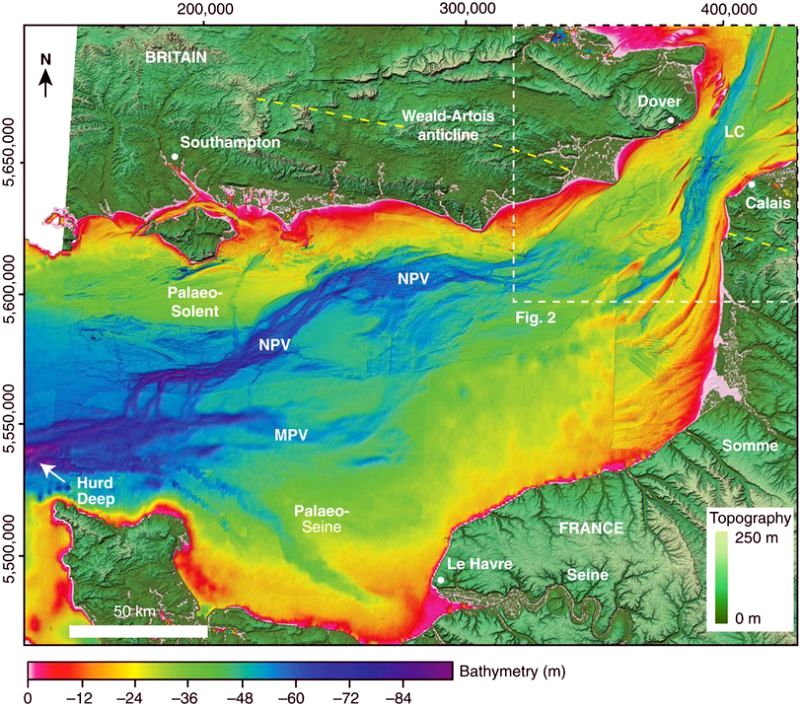 200,000
300,000
400,000
N
BRITAIN
Dover
Weald-Artois
anticline
LC
Southampton
5,650,000
Calais
NPV
5,600,000
Palaeo-
Solent
Fig. 2
NPV
5,550,000
MPV
Somme
Hurd
Deep
Palaeo-
Seine
Topography
250 m
FRANCE
5,500,000
Le Havre
Seine
50 km
0 m
Bathymetry (m)
0 –12 –24 –36 –48 –60 –72 –84